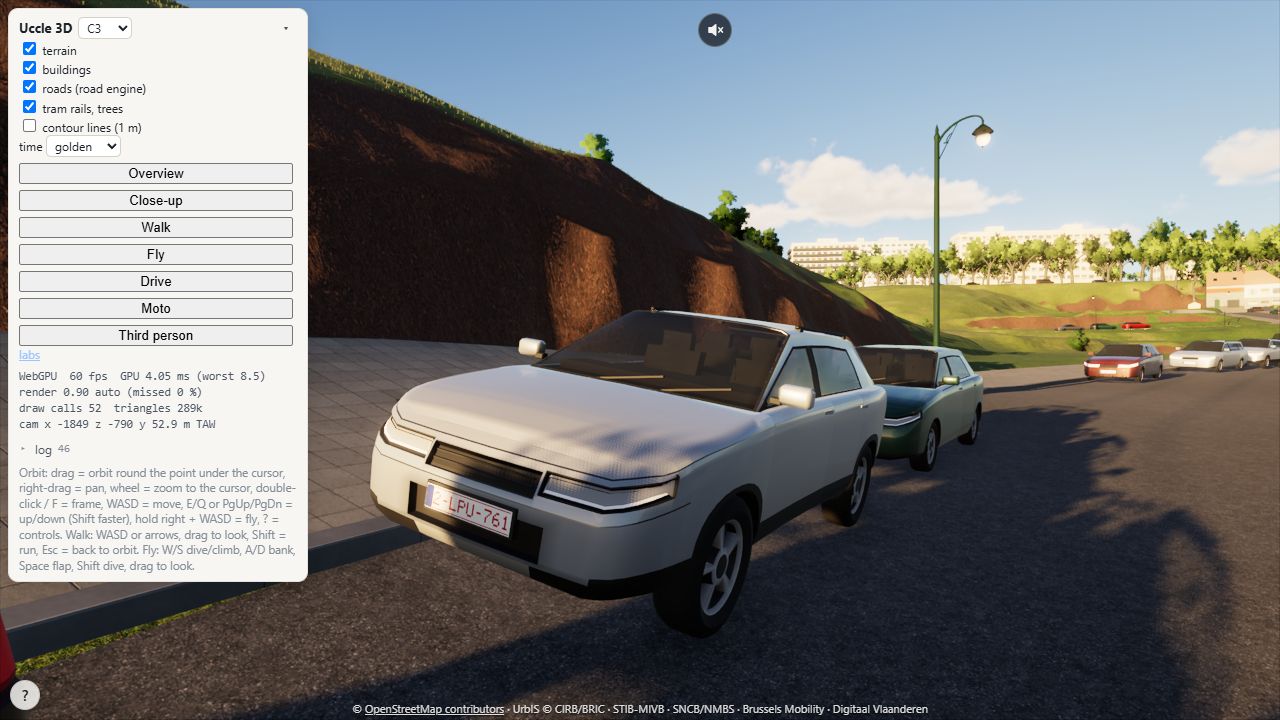 Uccle 3D C3
terrain
buildings
roads (road engine)
tram rails, trees
contour lines (1 m)
time golden
Overview
Close-up
Walk
Fly
Drive
Moto
Third person
labs
WebGPU 60 fps GPU 4.05 ms (worst 8.5)
render 0.90 auto (missed 0 %)
draw calls 52 triangles 289k
cam x -1849 z -790 y 52.9 m TAW
log 46
Orbit: drag = orbit round the point under the cursor,
right-drag = pan, wheel = zoom to the cursor, double-
click / F = frame, WASD = move, E/Q or PgUp/PgDn =
up/down (Shift faster), hold right + WASD = fly, ? =
controls. Walk: WASD or arrows, drag to look, Shift =
run, Esc = back to orbit. Fly: W/S dive/climb, A/D bank,
Space flap, Shift dive, drag to look.
2-LPU-761
?
© OpenStreetMap contributors · UrbIS © CIRB/BRIC · STIB-MIVB · SNCB/NMBS · Brussels Mobility · Digitaal Vlaanderen